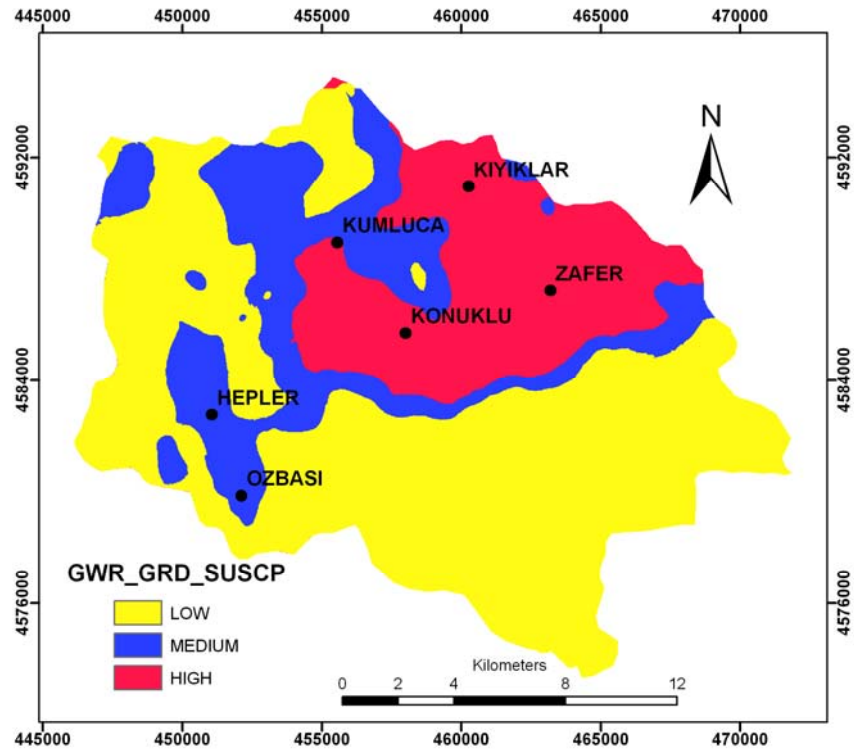 445000 450000 455000 460000 465000 470000
4592000 4592000
N
KIYIKLAR
KUMLUCA
ZAFER
KONUKLU
4584000 4584000
HEPLER
OZBASI
GWR_GRD_SUSCP
4576000 4576000
LOW
MEDIUM
HIGH
Kilometers
0 2 4 8 12
445000 450000 455000 460000 465000 470000